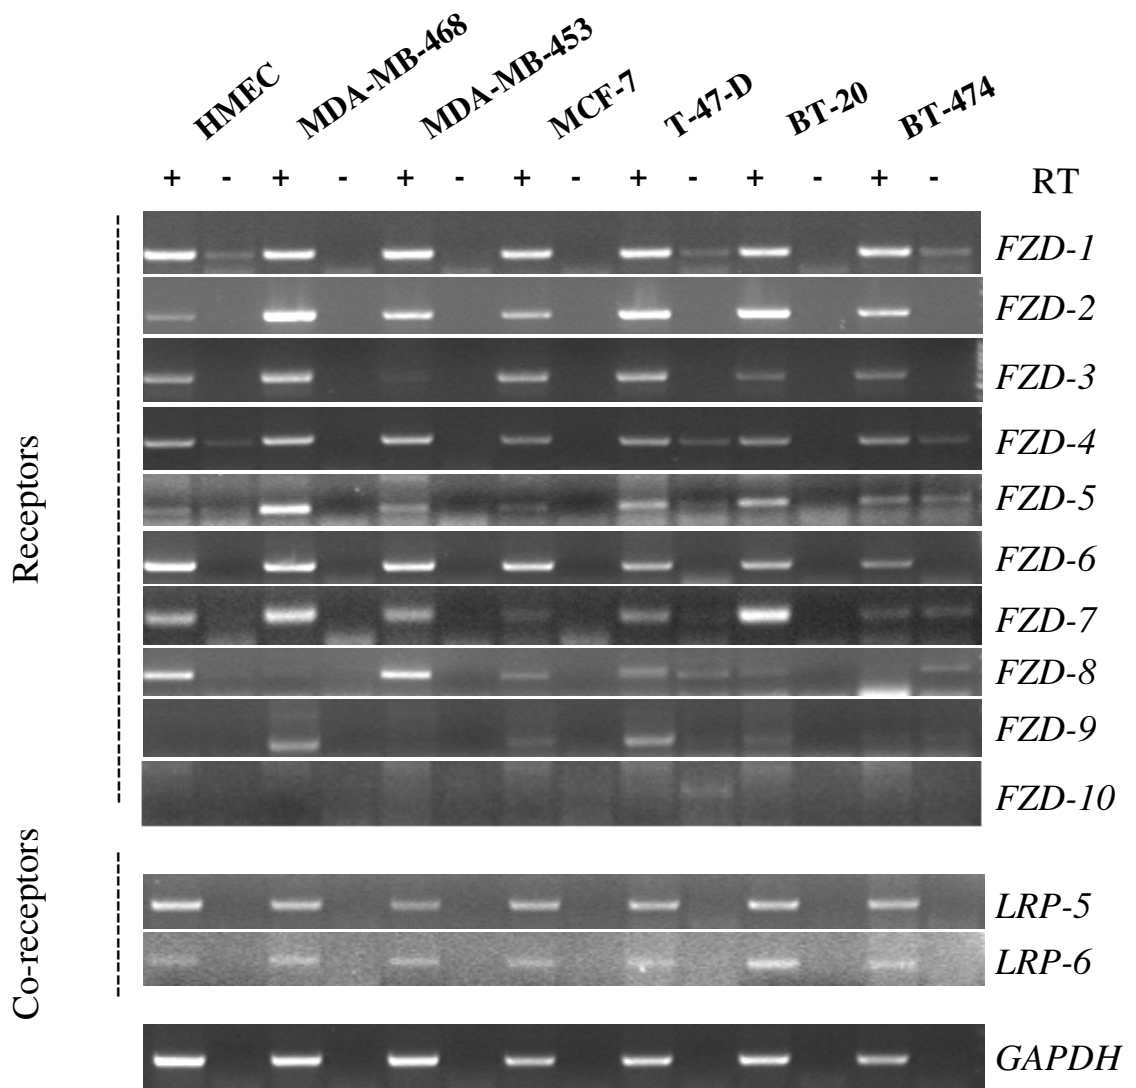 HMEC
MDA-MB-468
MDA-MB-453
MCF-7
T-47-D
BT-20
BT-474
+ - + - + - + - + - + - + - RT
Receptors
FZD-1
FZD-2
FZD-3
FZD-4
FZD-5
FZD-6
FZD-7
FZD-8
FZD-9
FZD-10
Co-receptors
LRP-5
LRP-6
GAPDH